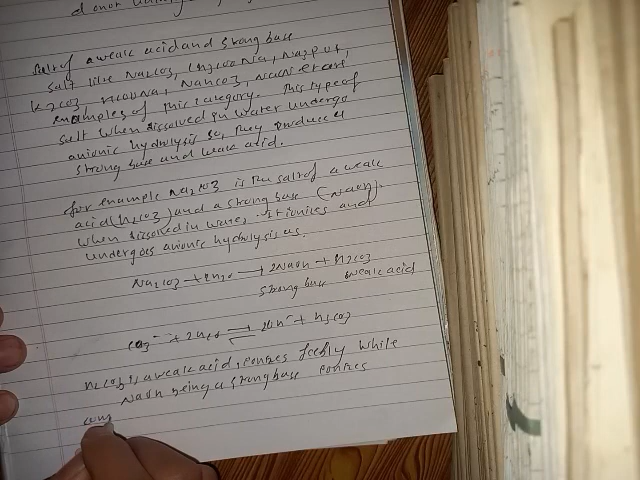 donor
Salt of a weak acid and strong base
Salt like Na2CO3, CH3COONa, Na3PO4,
K2CO3, HCOONa, NaHCO3, NaCN etc are
examples of this category. This type of
salt when dissolved in water undergo
anionic hydrolysis so, they produce a
strong base and weak acid.
for example Na2CO3 is the salt of a weak
acid (H2CO3) and a strong base (NaOH).
when dissolved in water. It ionizes and
undergoes anionic hydrolysis as.
Na2CO3 + 2H2O → 2NaOH + H2CO3
strong base weak acid
CO3-- + 2H2O ⇌ 2OH- + H2CO3
H2CO3 is a weak acid, ionizes feebly while
NaOH being a strong base ionizes
com